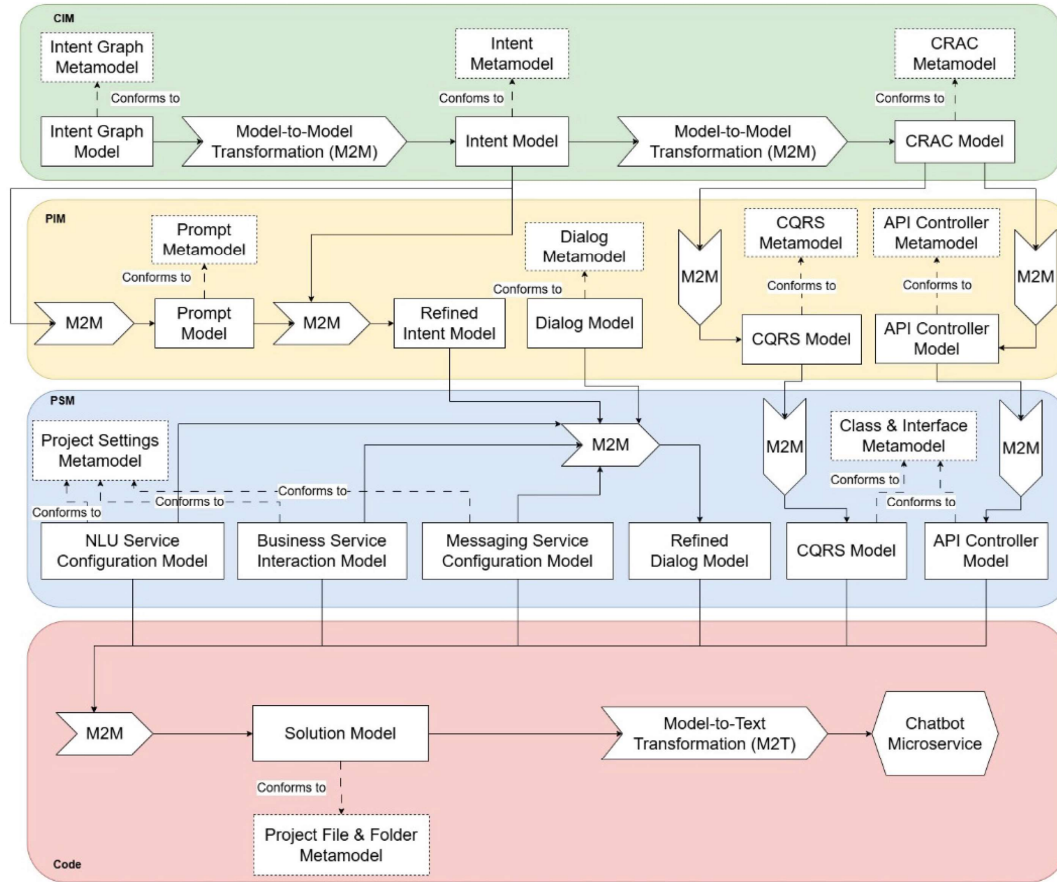 CIM
Intent Graph
Metamodel
Intent
Metamodel
CRAC
Metamodel
Conforms to
Conforms to
Conforms to
Intent Graph
Model
Model-to-Model
Transformation (M2M)
Intent Model
Model-to-Model
Transformation (M2M)
CRAC Model
PIM
Prompt
Metamodel
Dialog
Metamodel
CQRS
Metamodel
API Controller
Metamodel
M2M
M2M
Conforms to
Conforms to
Conforms to
Conforms to
M2M
Prompt
Model
M2M
Refined
Intent Model
Dialog Model
CQRS Model
API Controller
Model
PSM
Project Settings
Metamodel
M2M
M2M
Class & Interface
Metamodel
M2M
Conforms to
Conforms to
Conforms to
Conforms to
Conforms to
NLU Service
Configuration Model
Business Service
Interaction Model
Messaging Service
Configuration Model
Refined
Dialog Model
CQRS Model
API Controller
Model
M2M
Solution Model
Model-to-Text
Transformation (M2T)
Chatbot
Microservice
Conforms to
Project File & Folder
Metamodel
Code